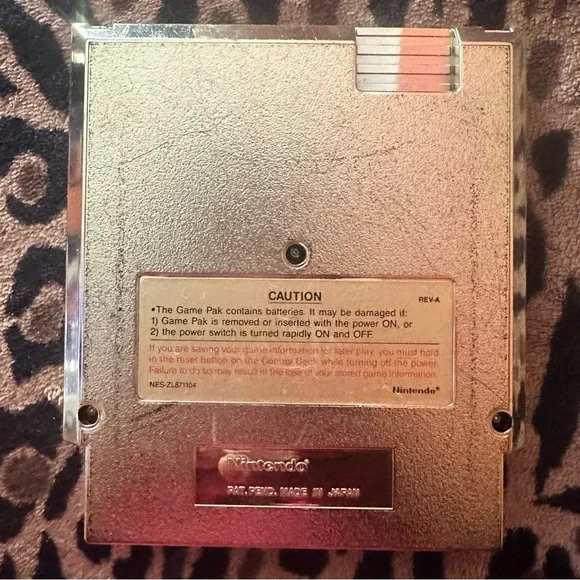 CAUTION
REV-A
•The Game Pak contains batteries. It may be damaged if:
1) Game Pak is removed or inserted with the power ON, or
2) the power switch is turned rapidly ON and OFF.
If you are saving your game information for later play, you must hold
in the reset button on the Control Deck while turning off the power.
Failure to do so may result in the lose of your stored game information.
NES-ZL871104
Nintendo®
Nintendo®
PAT. PEND. MADE IN JAPAN